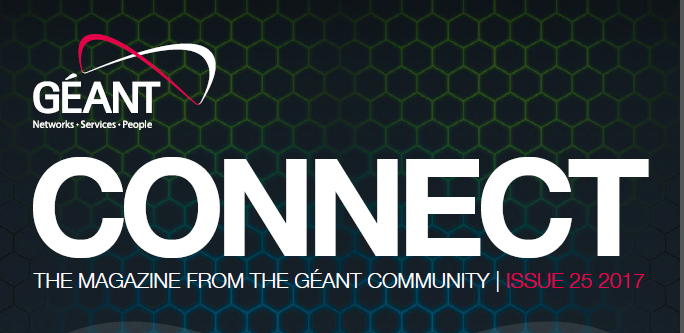 GÉANT
Networks • Services • People
CONNECT
THE MAGAZINE FROM THE GÉANT COMMUNITY | ISSUE 25 2017